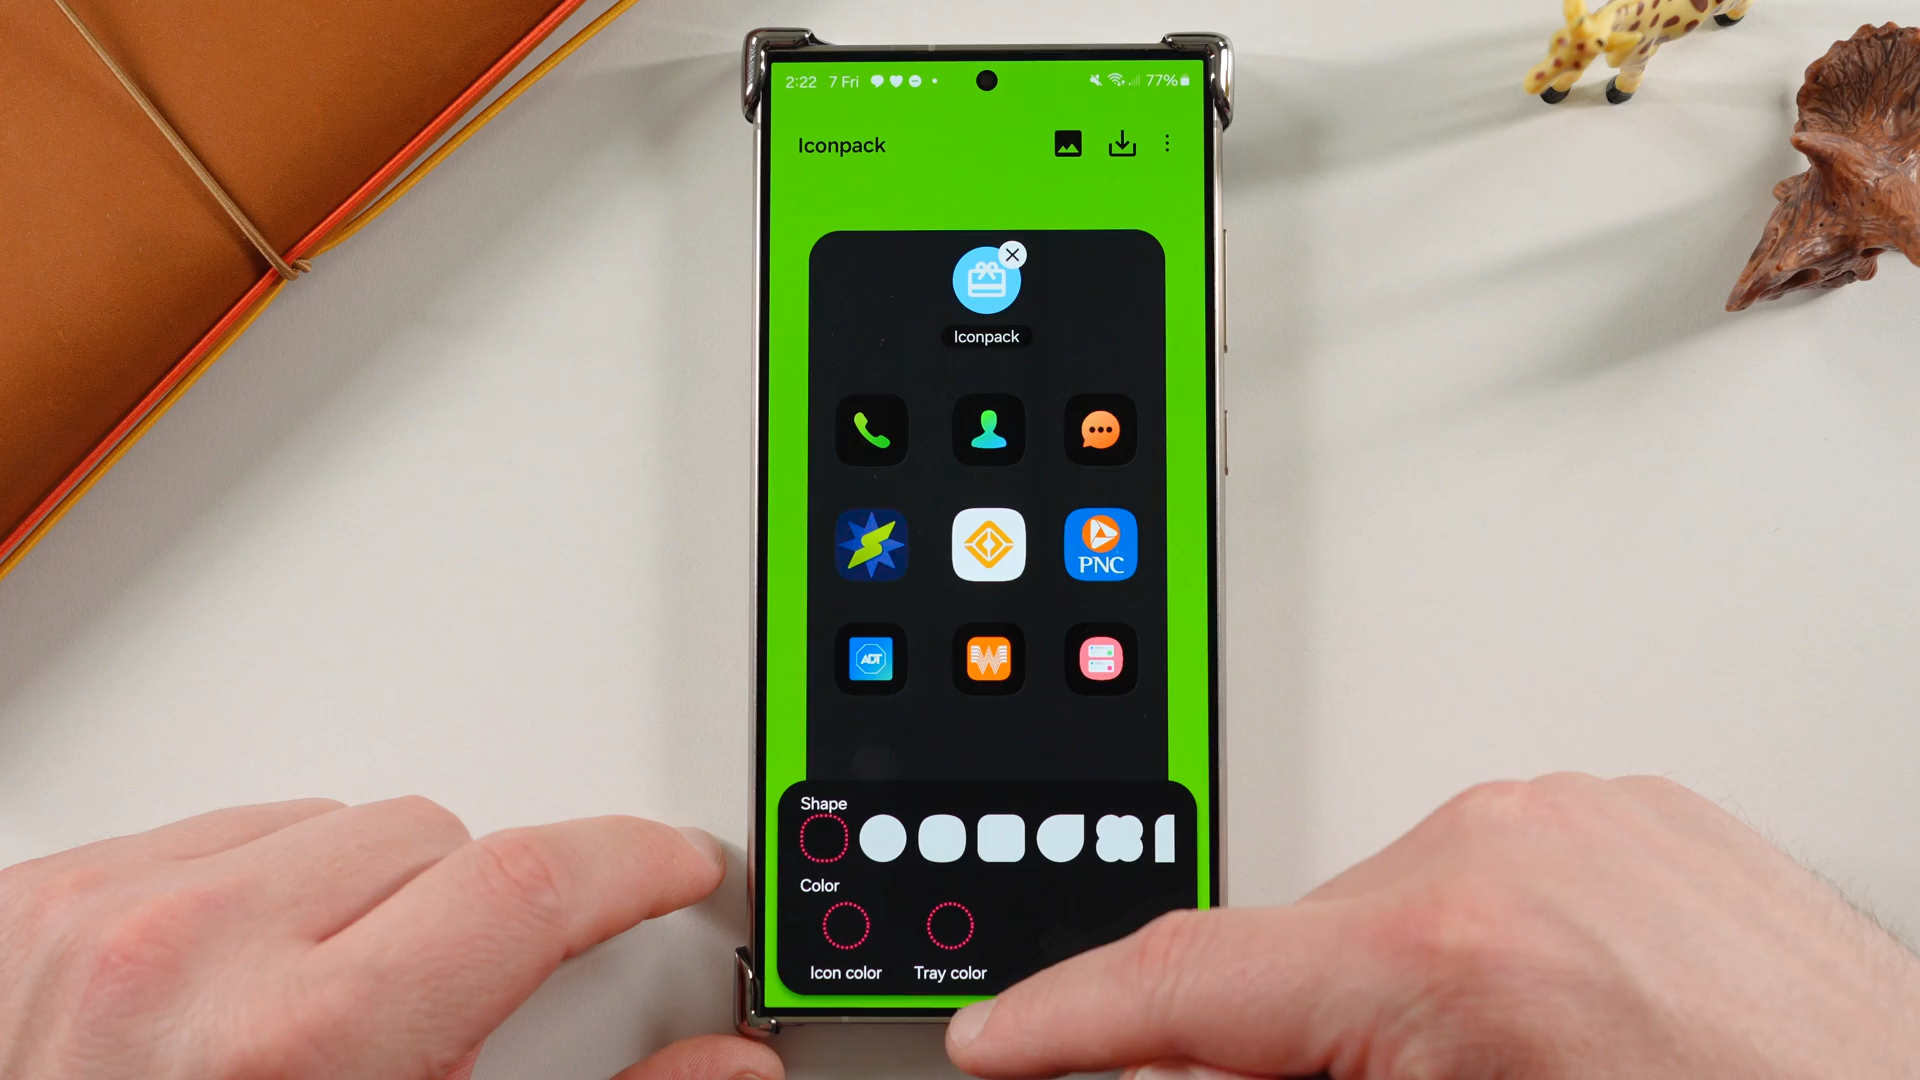 2:22 7 Fri 77%
Iconpack
Iconpack
PNC
ADT
W
Shape
Color
Icon color Tray color